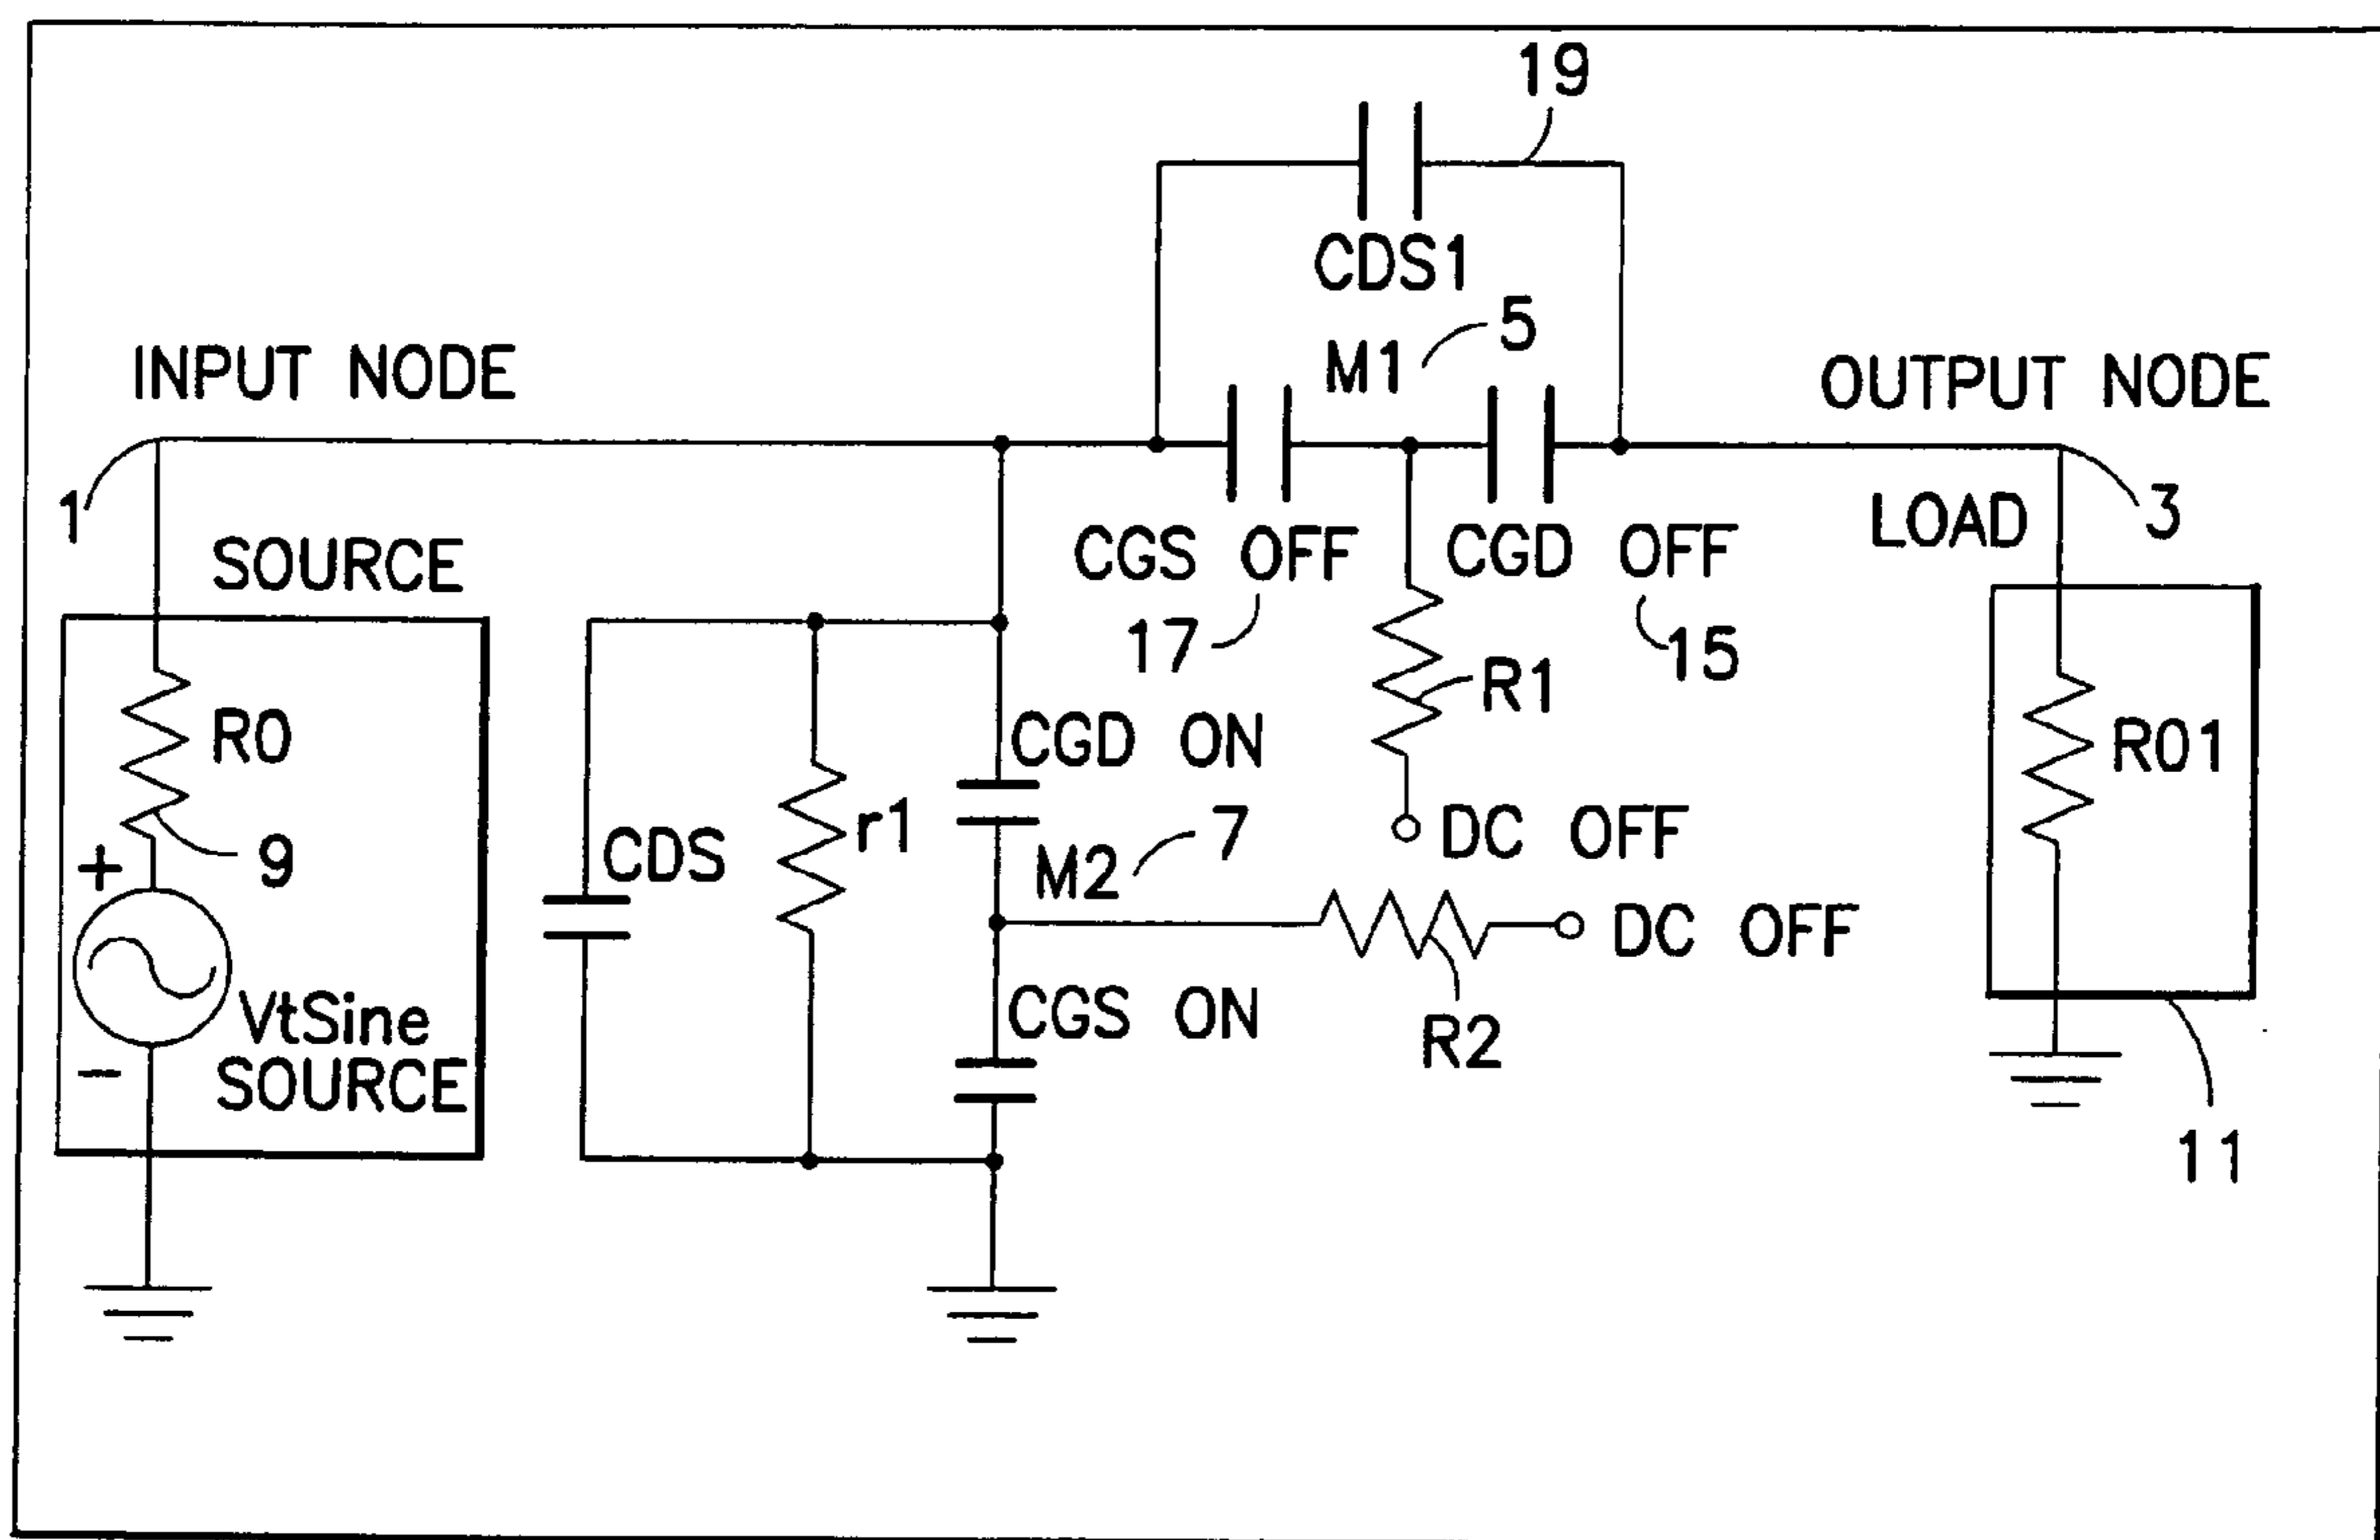 19
CDS1
M1 5
INPUT NODE
OUTPUT NODE
1
SOURCE
CGS OFF
17
CGD OFF
15
LOAD
3
R0
9
+
VtSine
SOURCE
−
CDS
r1
CGD ON
M2 7
CGS ON
R1
DC OFF
DC OFF
R2
R01
11